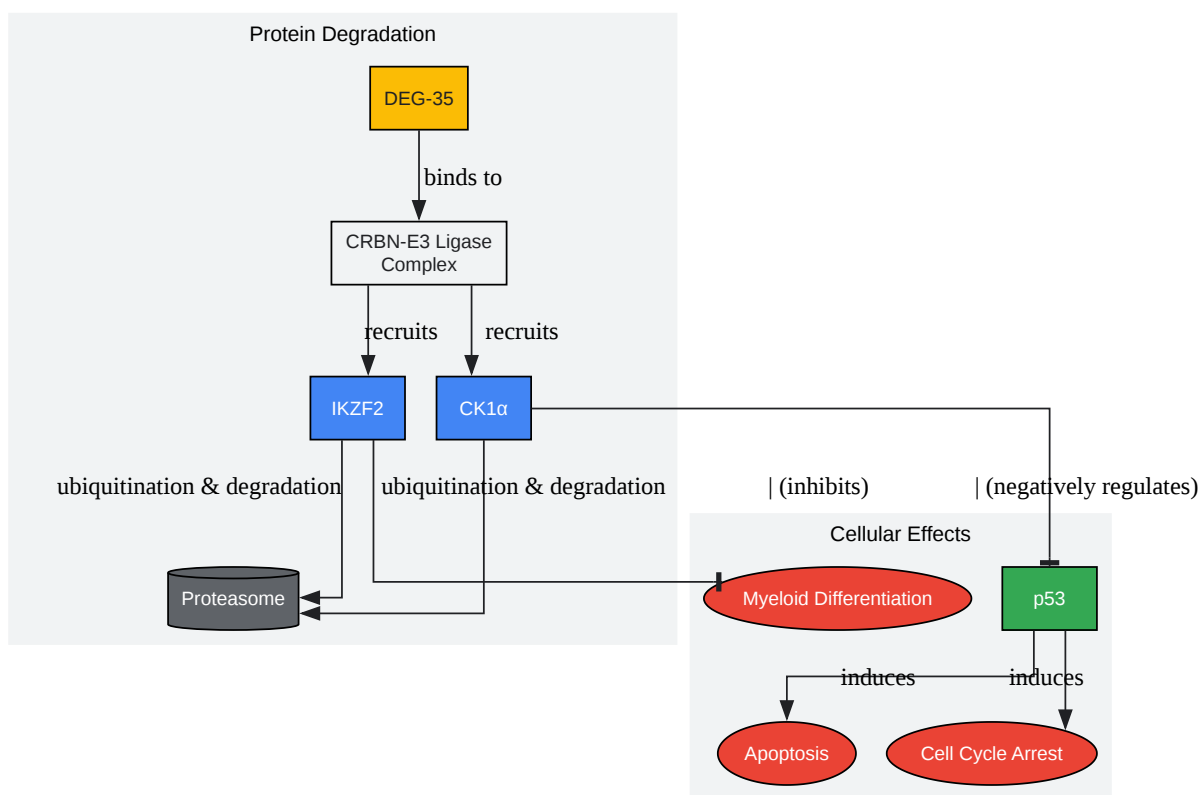 Protein Degradation
DEG-35
binds to
CRBN-E3 Ligase
Complex
recruits
recruits
IKZF2
CK1α
ubiquitination & degradation
ubiquitination & degradation
| (inhibits)
| (negatively regulates)
Cellular Effects
Proteasome
Myeloid Differentiation
p53
induces
induces
Apoptosis
Cell Cycle Arrest